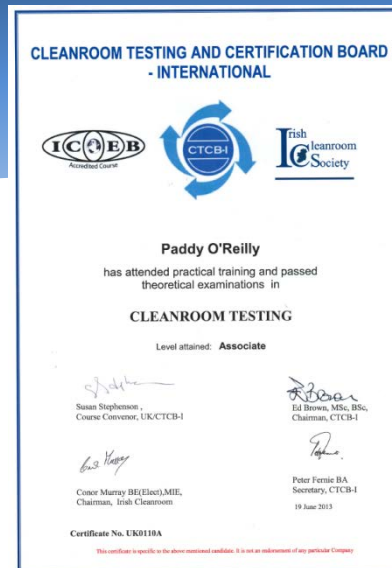 CLEANROOM TESTING AND CERTIFICATION BOARD
- INTERNATIONAL
ICEB
Accredited Course
CTCB-I
Irish
Cleanroom
Society
Paddy O'Reilly
has attended practical training and passed
theoretical examinations in
CLEANROOM TESTING
Level attained: Associate
Susan Stephenson ,
Course Convenor, UK/CTCB-I
Ed Brown, MSc, BSc,
Chairman, CTCB-I
Conor Murray BE(Elect),MIE,
Chairman, Irish Cleanroom
Peter Fernie BA
Secretary, CTCB-I
19 June 2013
Certificate No. UK0110A
This certificate is specific to the above mentioned candidate. It is not an endorsement of any particular Company